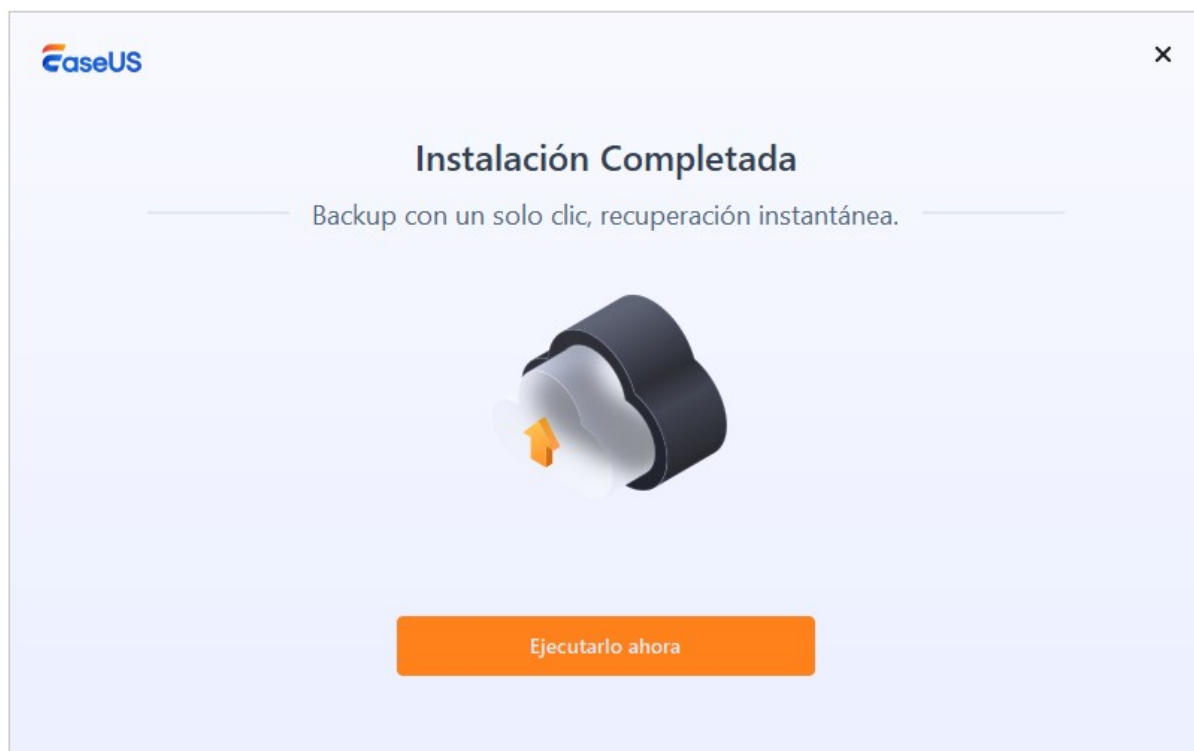 EaseUS
Instalación Completada
Backup con un solo clic, recuperación instantánea.
Ejecutarlo ahora